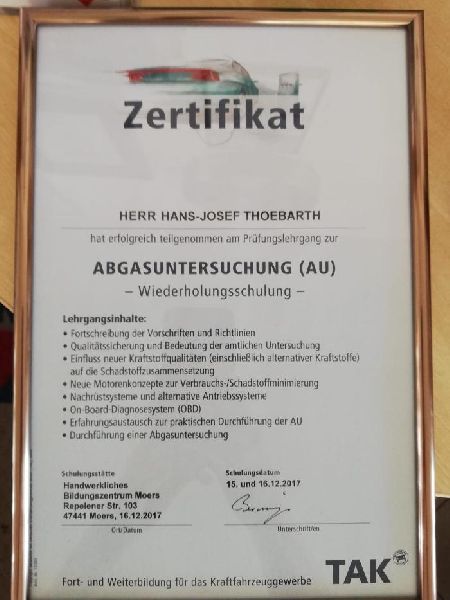 Zertifikat
HERR HANS-JOSEF THOEBARTH
hat erfolgreich teilgenommen am Prüfungslehrgang zur
ABGASUNTERSUCHUNG (AU)
– Wiederholungsschulung –
Lehrgangsinhalte:
• Fortschreibung der Vorschriften und Richtlinien
• Qualitätssicherung und Bedeutung der amtlichen Untersuchung
• Einfluss neuer Kraftstoffqualitäten (einschließlich alternativer Kraftstoffe)
auf die Schadstoffzusammensetzung
• Neue Motorenkonzepte zur Verbrauchs-/Schadstoffminimierung
• Nachrüstsysteme und alternative Antriebssysteme
• On-Board-Diagnosesystem (OBD)
• Erfahrungsaustausch zur praktischen Durchführung der AU
• Durchführung einer Abgasuntersuchung
Schulungsstätte
Handwerkliches
Bildungszentrum Moers
Repelener Str. 103
47441 Moers, 16.12.2017
Ort/Datum
Schulungsdatum
15. und 16.12.2017
Unterschriften
Fort- und Weiterbildung für das Kraftfahrzeuggewerbe
TAK